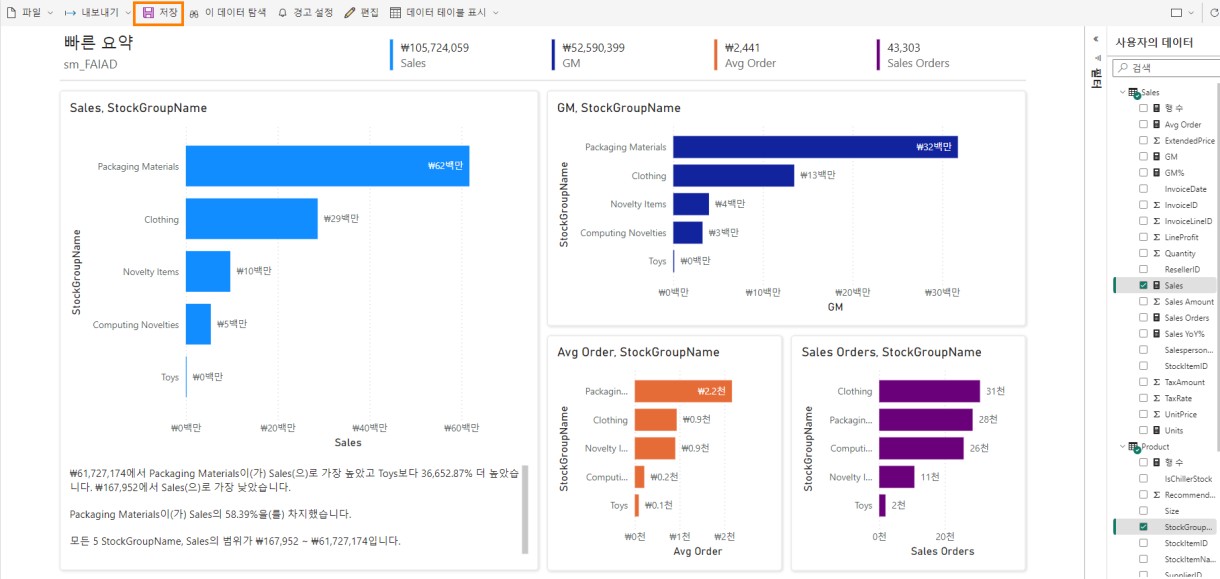 파일 내보내기 저장 이 데이터 탐색 경고 설정 편집 데이터 테이블 표시
빠른 요약
sm_FAIAD
₩105,724,059
Sales
₩52,590,399
GM
₩2,441
Avg Order
43,303
Sales Orders
Sales, StockGroupName
StockGroupName
Packaging Materials ₩62백만
Clothing ₩29백만
Novelty Items ₩10백만
Computing Novelties ₩5백만
Toys ₩0백만
₩0백만 ₩20백만 ₩40백만 ₩60백만
Sales
₩61,727,174에서 Packaging Materials이(가) Sales(으)로 가장 높았고 Toys보다 36,652.87% 더 높았습
니다. ₩167,952에서 Sales(으)로 가장 낮았습니다.
Packaging Materials이(가) Sales의 58.39%을(를) 차지했습니다.
모든 5 StockGroupName, Sales의 범위가 ₩167,952 ~ ₩61,727,174입니다.
GM, StockGroupName
StockGroupName
Packaging Materials ₩32백만
Clothing ₩13백만
Novelty Items ₩4백만
Computing Novelties ₩3백만
Toys ₩0백만
₩0백만 ₩10백만 ₩20백만 ₩30백만
GM
Avg Order, StockGroupName
StockGroupName
Packagin... ₩2.2천
Clothing ₩0.9천
Novelty I... ₩0.9천
Computi... ₩0.2천
Toys ₩0.1천
₩0천 ₩1천 ₩2천
Avg Order
Sales Orders, StockGroupName
StockGroupName
Clothing 31천
Packagin... 28천
Computi... 26천
Novelty I... 11천
Toys 2천
0천 20천
Sales Orders
필터
사용자의 데이터
검색
Sales
행 수
Avg Order
ExtendedPrice
GM
GM%
InvoiceDate
InvoiceID
InvoiceLineID
LineProfit
Quantity
ResellerID
Sales
Sales Amount
Sales Orders
Sales YoY%
Salesperson...
StockItemID
TaxAmount
TaxRate
UnitPrice
Units
Product
행 수
IsChillerStock
Recommend...
Size
StockGroup...
StockItemID
StockItemNa...
SupplierID